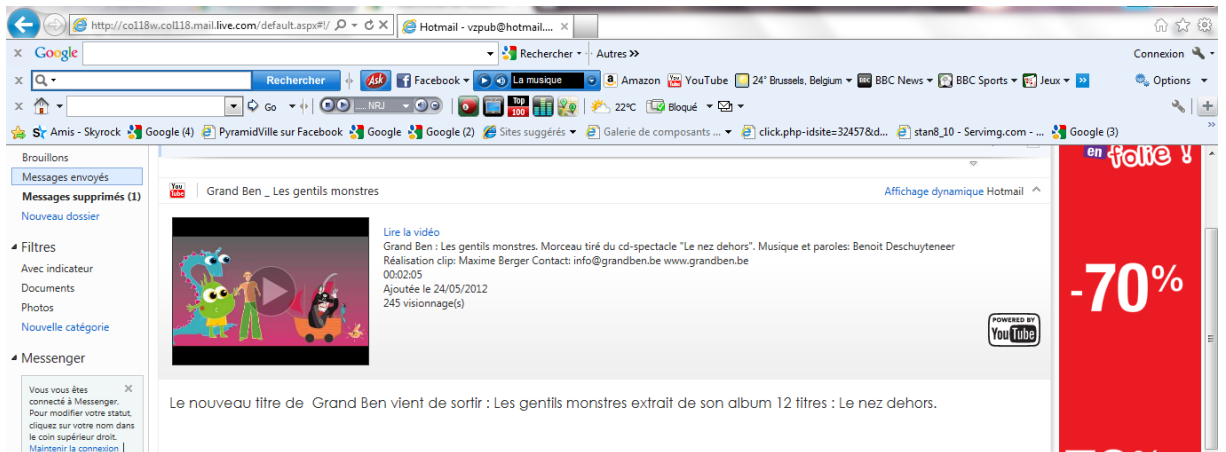 http://co118w.col118.mail.live.com/default.aspx#!/
Hotmail - vzpub@hotmail....
Google
Rechercher
Autres >>
Connexion
Rechercher
Ask
Facebook
La musique
Amazon
YouTube
24° Brussels, Belgium
BBC News
BBC Sports
Jeux
Options
Go
.... NRJ
Top 100
22°C
Bloqué
Amis - Skyrock
Google (4)
PyramidVille sur Facebook
Google
Google (2)
Sites suggérés
Galerie de composants ...
click.php-idsite=32457&d...
stan8_10 - Servimg.com - ...
Google (3)
Brouillons
Messages envoyés
Messages supprimés (1)
Nouveau dossier
Filtres
Avec indicateur
Documents
Photos
Nouvelle catégorie
Messenger
Vous vous êtes
connecté à Messenger.
Pour modifier votre statut,
cliquez sur votre nom dans
le coin supérieur droit.
Maintenir la connexion
You Tube
Grand Ben _ Les gentils monstres
Affichage dynamique Hotmail
Lire la vidéo
Grand Ben : Les gentils monstres. Morceau tiré du cd-spectacle "Le nez dehors". Musique et paroles: Benoit Deschuyteneer
Réalisation clip: Maxime Berger Contact: info@grandben.be www.grandben.be
00:02:05
Ajoutée le 24/05/2012
245 visionnage(s)
POWERED BY
YouTube
Le nouveau titre de Grand Ben vient de sortir : Les gentils monstres extrait de son album 12 titres : Le nez dehors.
en folie !
-70%